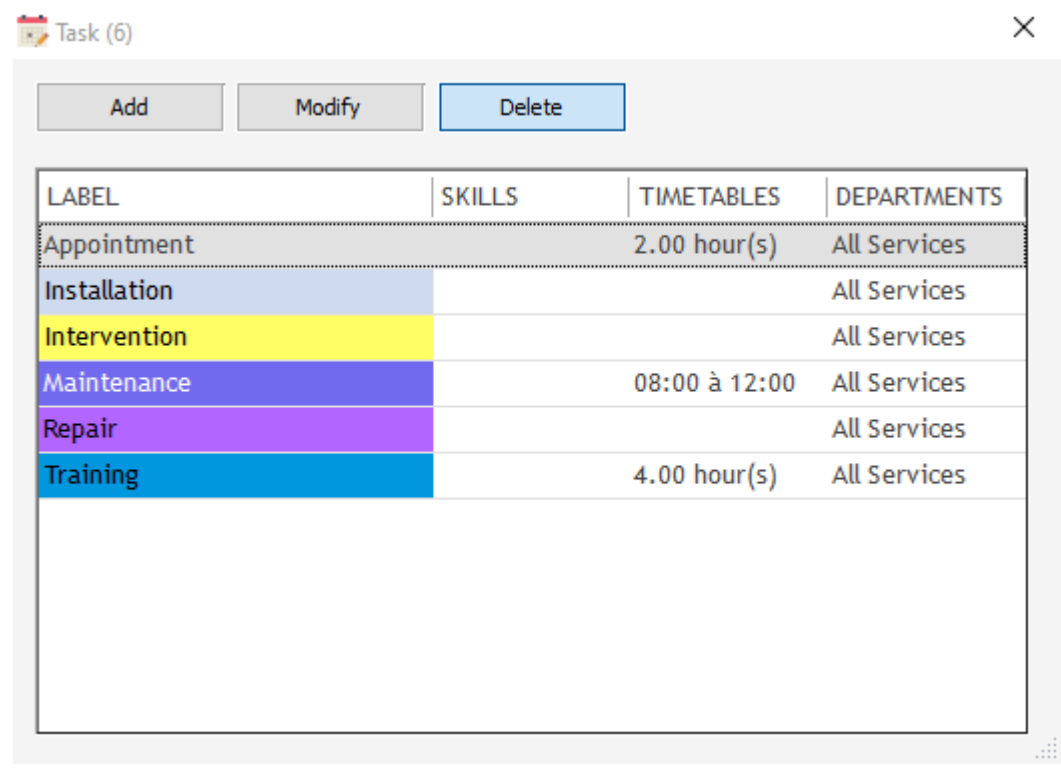 Task (6)
Add Modify Delete
LABEL SKILLS TIMETABLES DEPARTMENTS
Appointment 2.00 hour(s) All Services
Installation All Services
Intervention All Services
Maintenance 08:00 à 12:00 All Services
Repair All Services
Training 4.00 hour(s) All Services